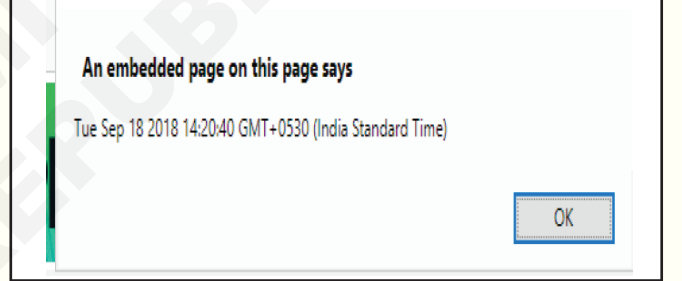 An embedded page on this page says
Tue Sep 18 2018 14:20:40 GMT+0530 (India Standard Time)
OK